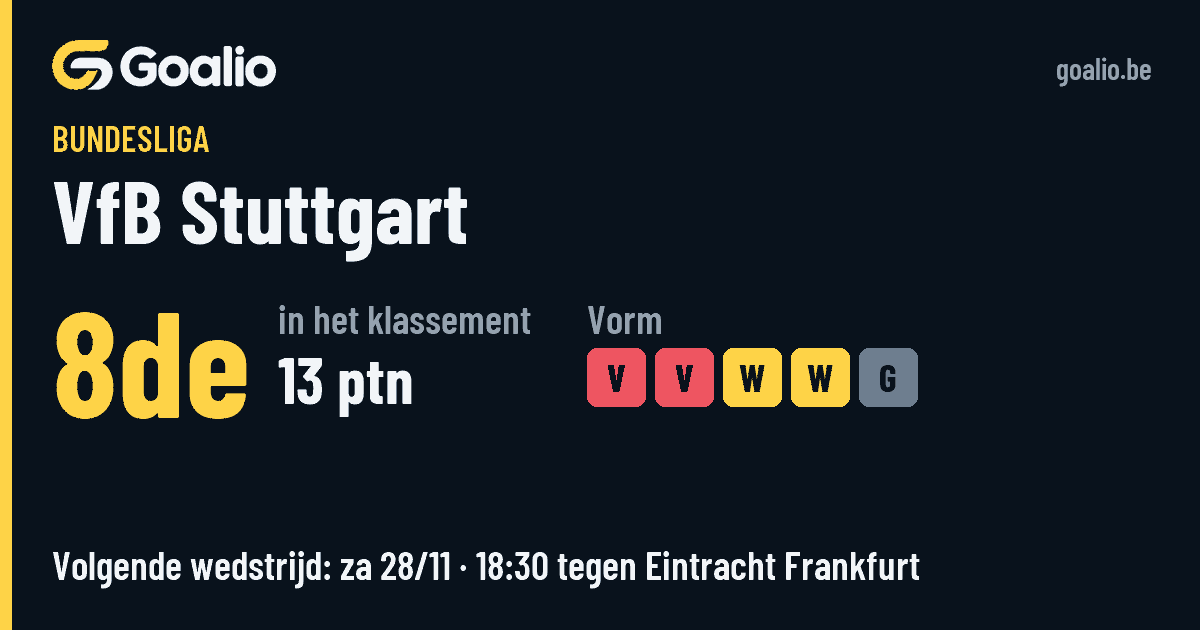 Goalio
goalio.be
BUNDESLIGA
VfB Stuttgart
8de
in het klassement
13 ptn
Vorm
V V W W G
Volgende wedstrijd: za 28/11 · 18:30 tegen Eintracht Frankfurt